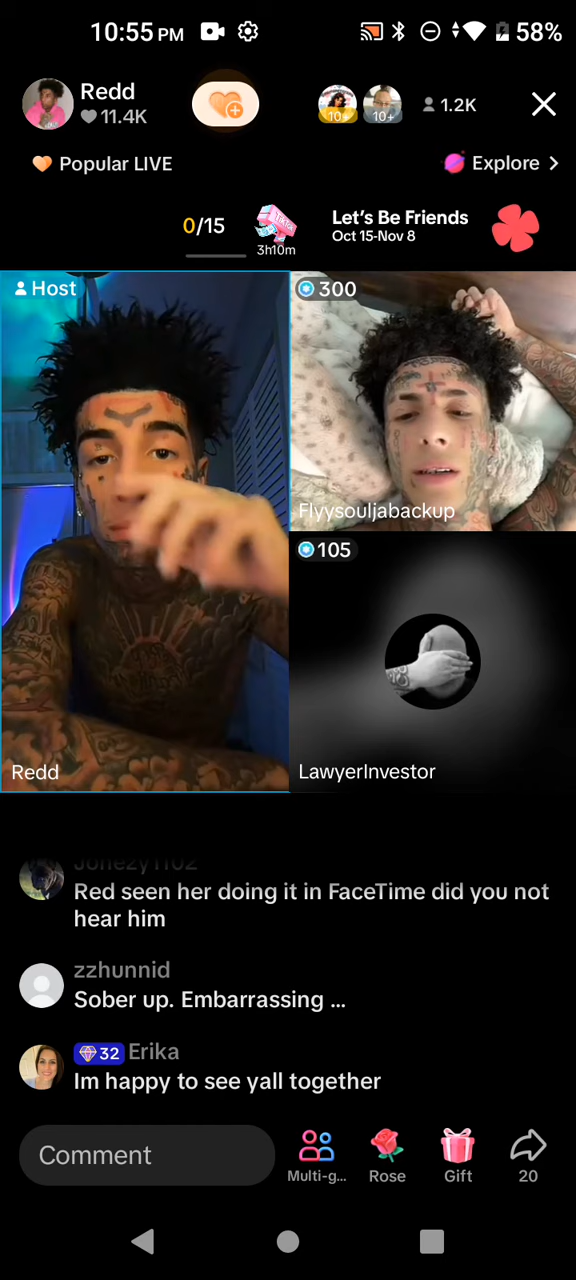 10:55 PM
58%
Redd
11.4K
10+
10+
1.2K
Popular LIVE
Explore >
0/15
TikTok
3h10m
Let's Be Friends
Oct 15-Nov 8
Host
300
Flyysouljabackup
105
Redd
LawyerInvestor
Jonezy1102
Red seen her doing it in FaceTime did you not
hear him
zzhunnid
Sober up. Embarrassing ...
32 Erika
Im happy to see yall together
Comment
Multi-g...
Rose
Gift
20